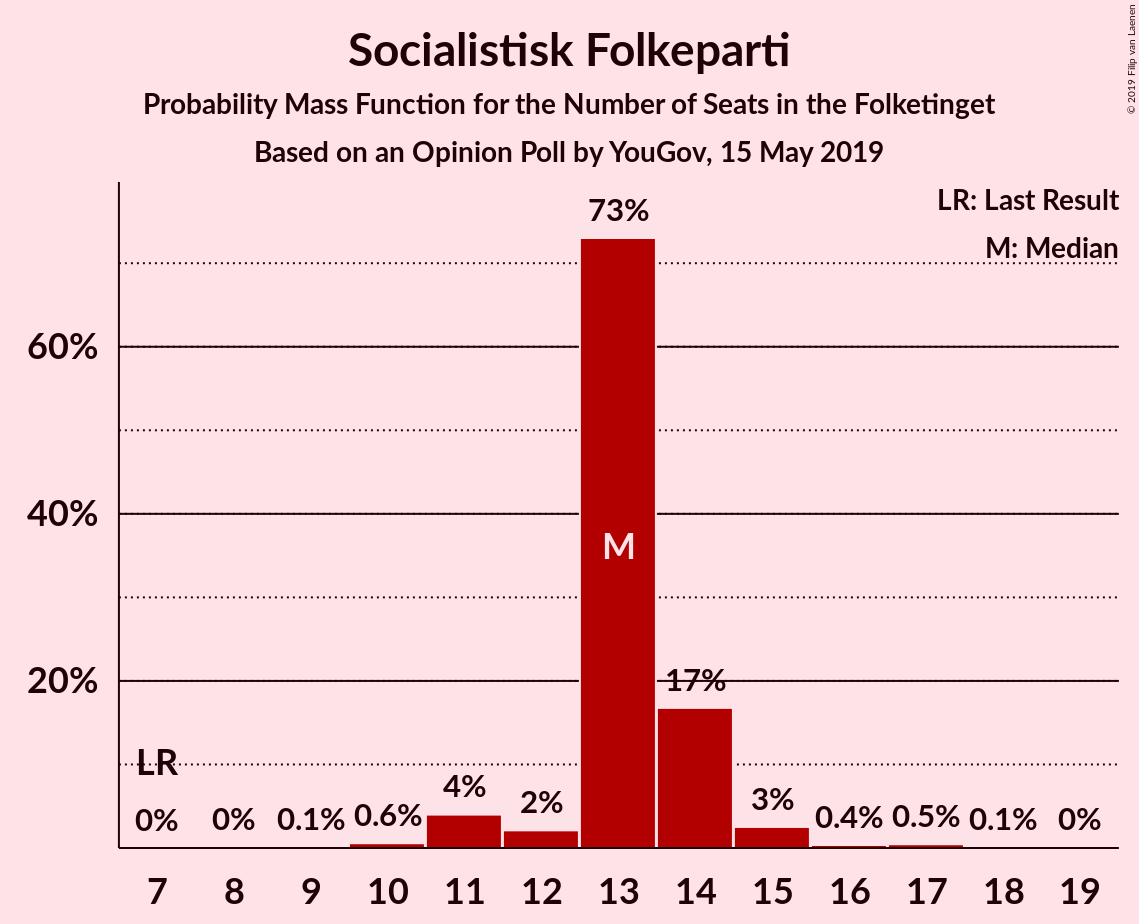 Socialistisk Folkeparti
Probability Mass Function for the Number of Seats in the Folketinget
Based on an Opinion Poll by YouGov, 15 May 2019
© 2019 Filip van Laenen
LR: Last Result
M: Median
60%
40%
20%
LR
0%
0%
0.1%
0.6%
4%
2%
73%
M
17%
3%
0.4%
0.5%
0.1%
0%
7 8 9 10 11 12 13 14 15 16 17 18 19